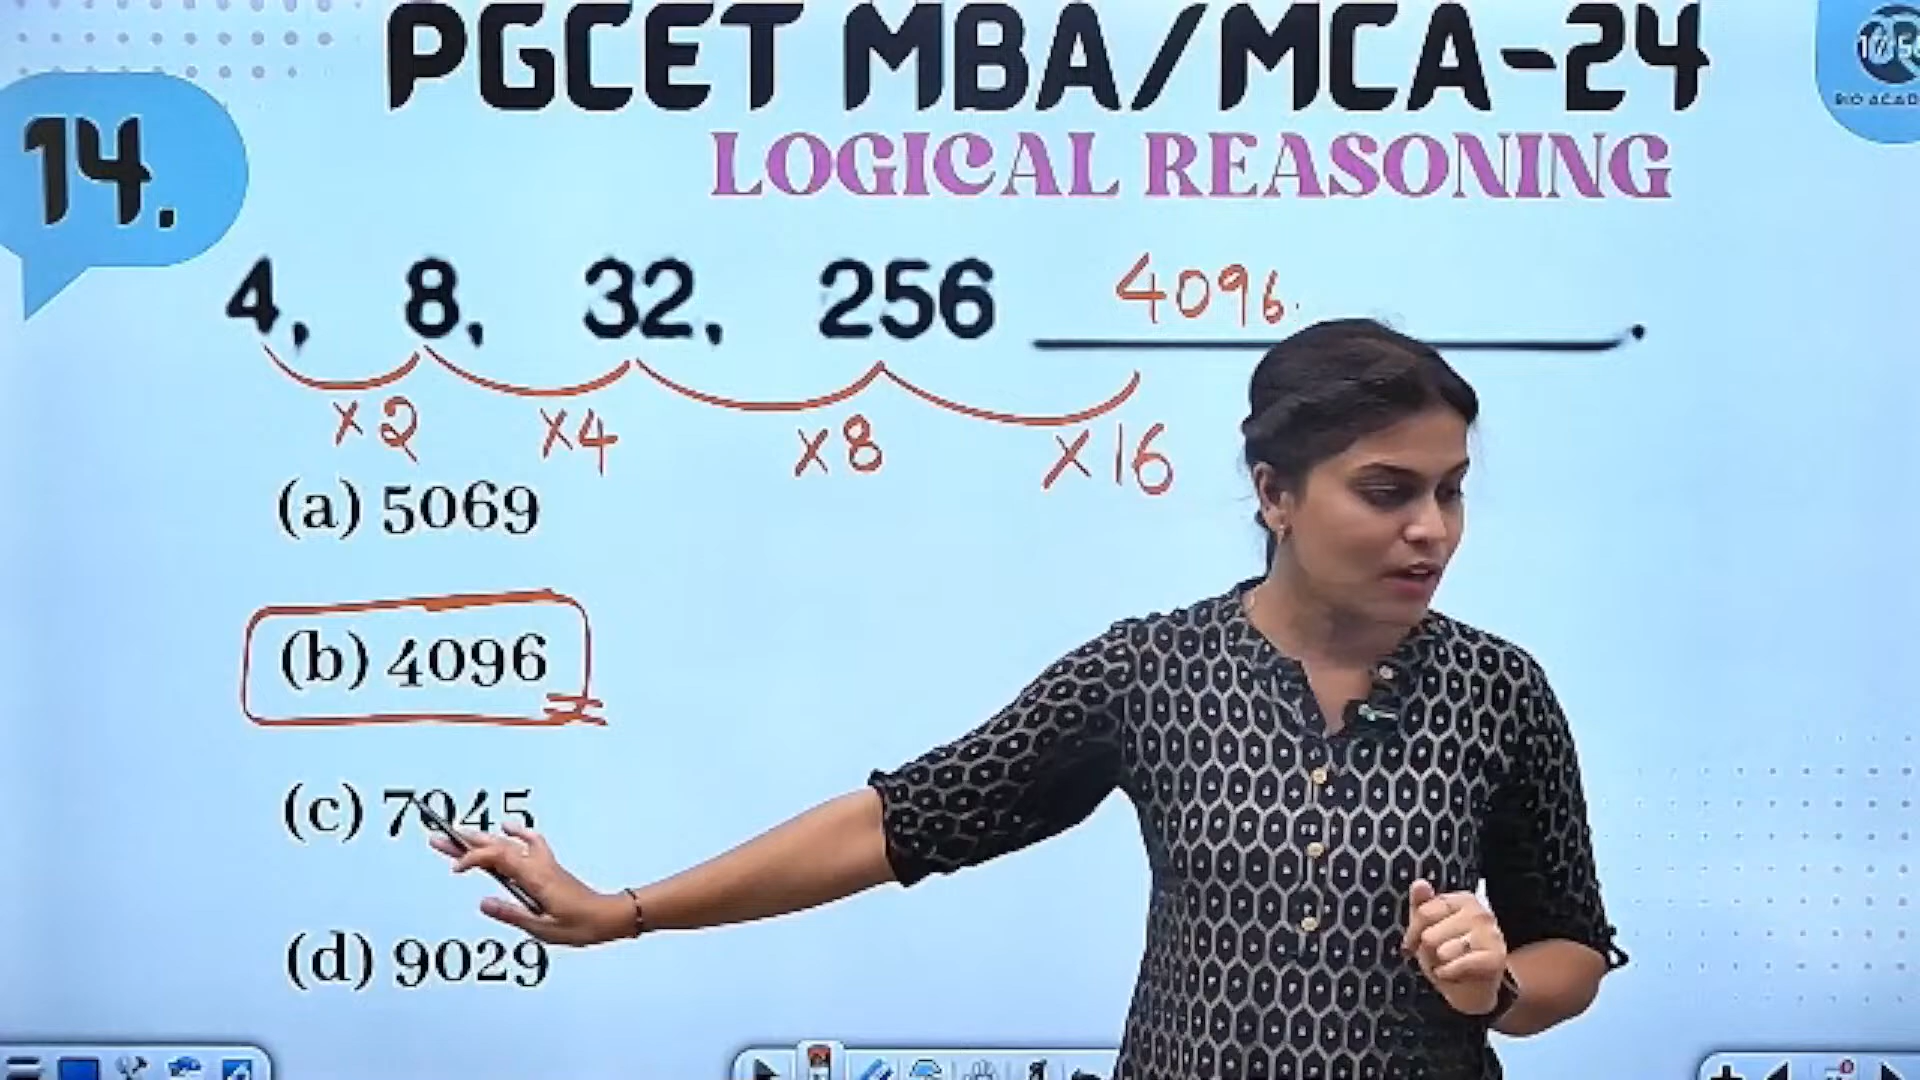 PGCET MBA/MCA-24
LOGICAL REASONING
14.
4, 8, 32, 256 4096.
×2 ×4 ×8 ×16
(a) 5069
(b) 4096
(c) 7045
(d) 9029